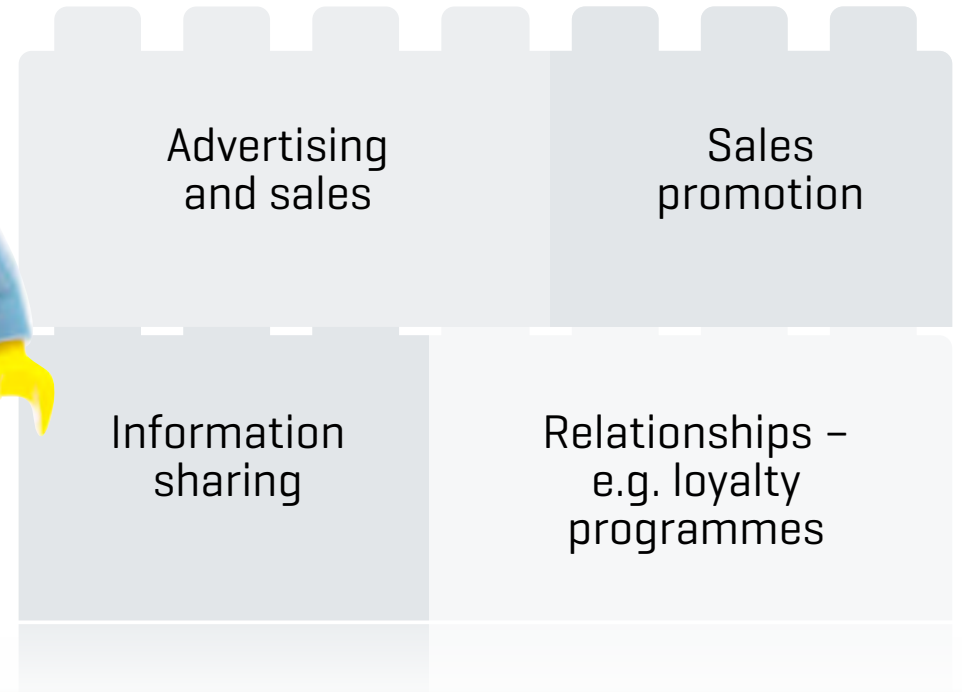 Advertising
and sales
Sales
promotion
Information
sharing
Relationships –
e.g. loyalty
programmes